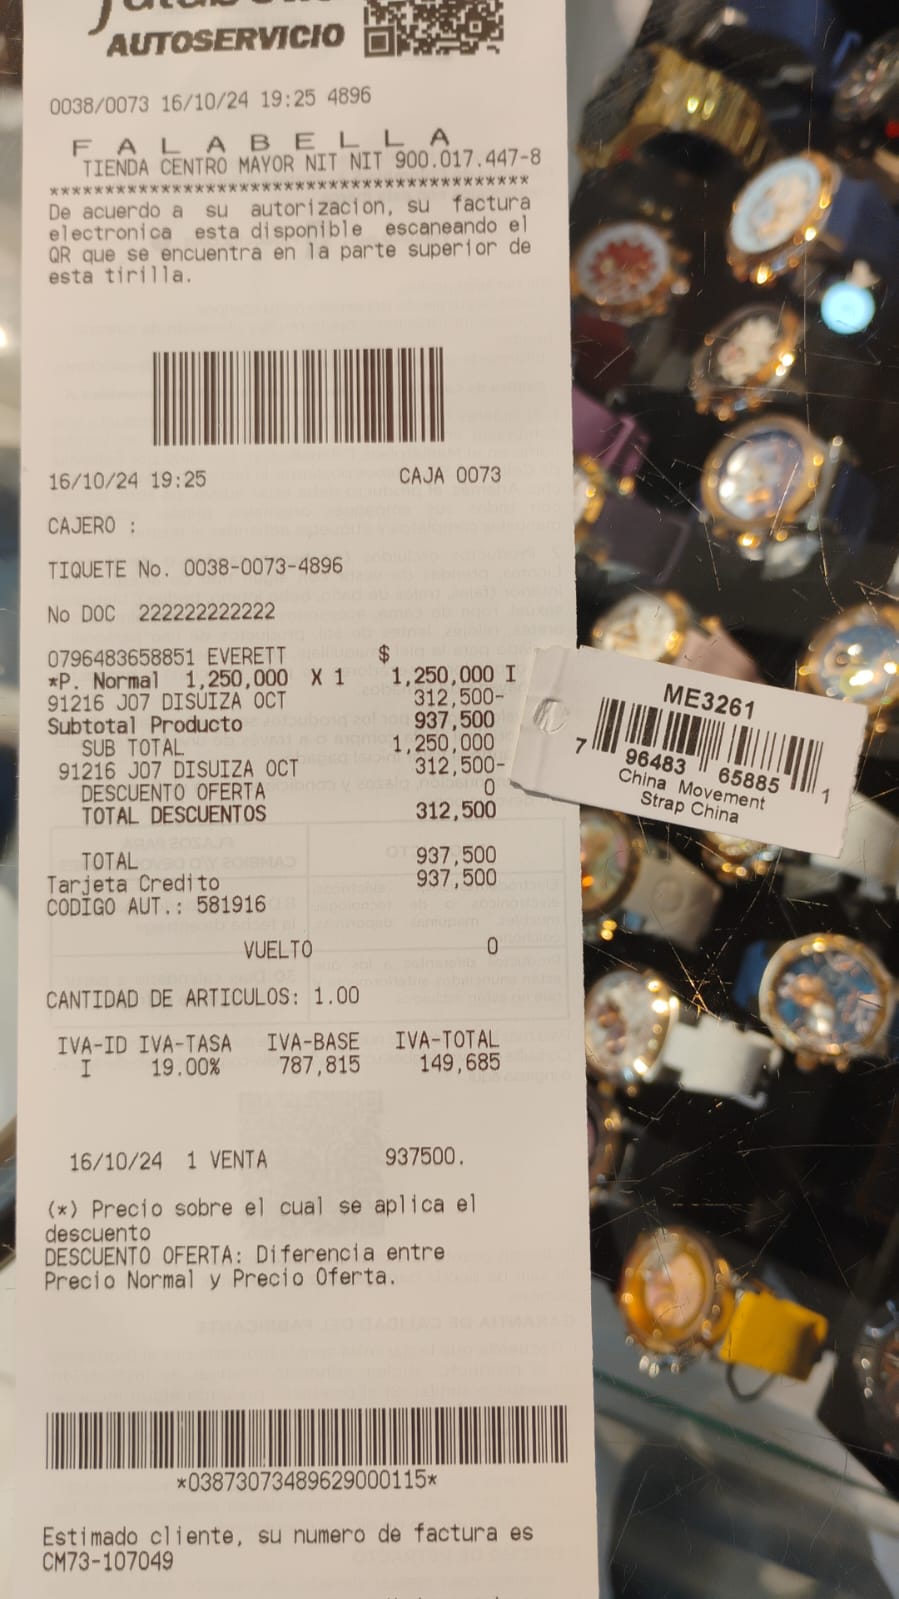 AUTOSERVICIO
0038/0073 16/10/24 19:25 4896
F A L A B E L L A
TIENDA CENTRO MAYOR NIT NIT 900.017.447-8
*******************************************
De acuerdo a su autorizacion, su factura
electronica esta disponible escaneando el
QR que se encuentra en la parte superior de
esta tirilla.
16/10/24 19:25 CAJA 0073
CAJERO :
TIQUETE No. 0038-0073-4896
No DOC 222222222222
0796483658851 EVERETT $
*P. Normal 1,250,000 X 1 1,250,000 I
91216 J07 DISUIZA OCT 312,500-
Subtotal Producto 937,500
SUB TOTAL 1,250,000
91216 J07 DISUIZA OCT 312,500-
DESCUENTO OFERTA 0
TOTAL DESCUENTOS 312,500
TOTAL 937,500
Tarjeta Credito 937,500
CODIGO AUT.: 581916
VUELTO 0
CANTIDAD DE ARTICULOS: 1.00
IVA-ID IVA-TASA IVA-BASE IVA-TOTAL
I 19.00% 787,815 149,685
16/10/24 1 VENTA 937500.
(*) Precio sobre el cual se aplica el
descuento
DESCUENTO OFERTA: Diferencia entre
Precio Normal y Precio Oferta.
*03873073489629000115*
Estimado cliente, su numero de factura es
CM73-107049
ME3261
7 96483 65885 1
China Movement
Strap China